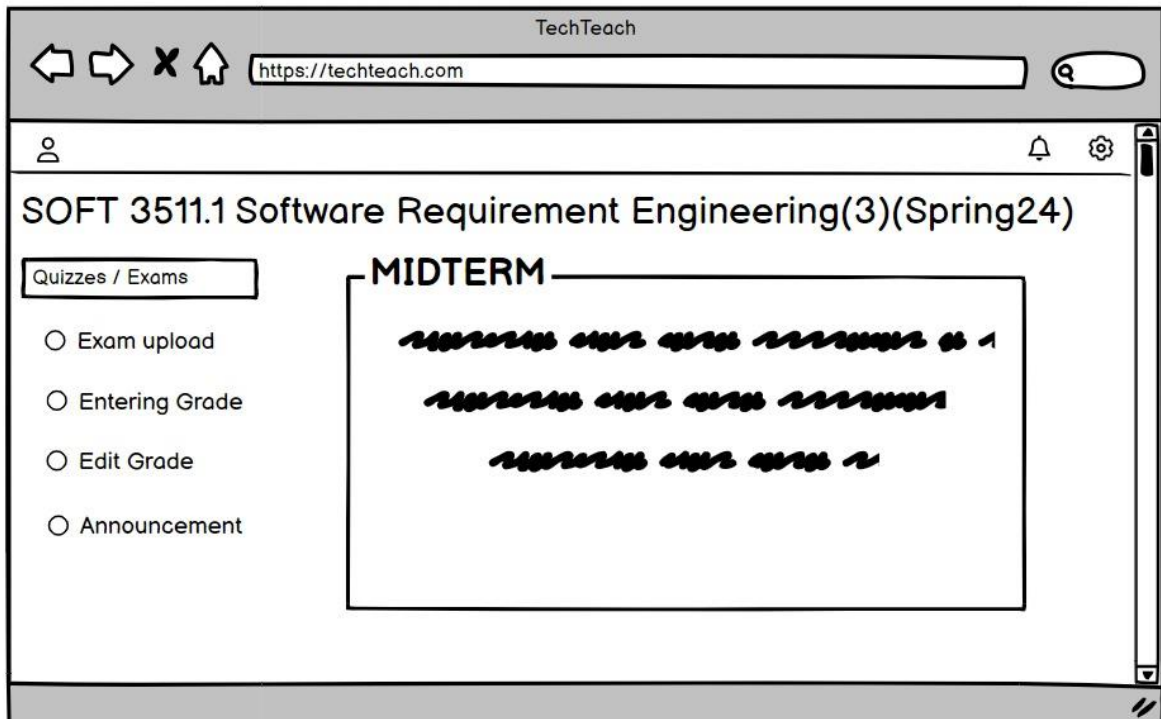 TechTeach
https://techteach.com
SOFT 3511.1 Software Requirement Engineering(3)(Spring24)
Quizzes / Exams
MIDTERM
Exam upload
Entering Grade
Edit Grade
Announcement